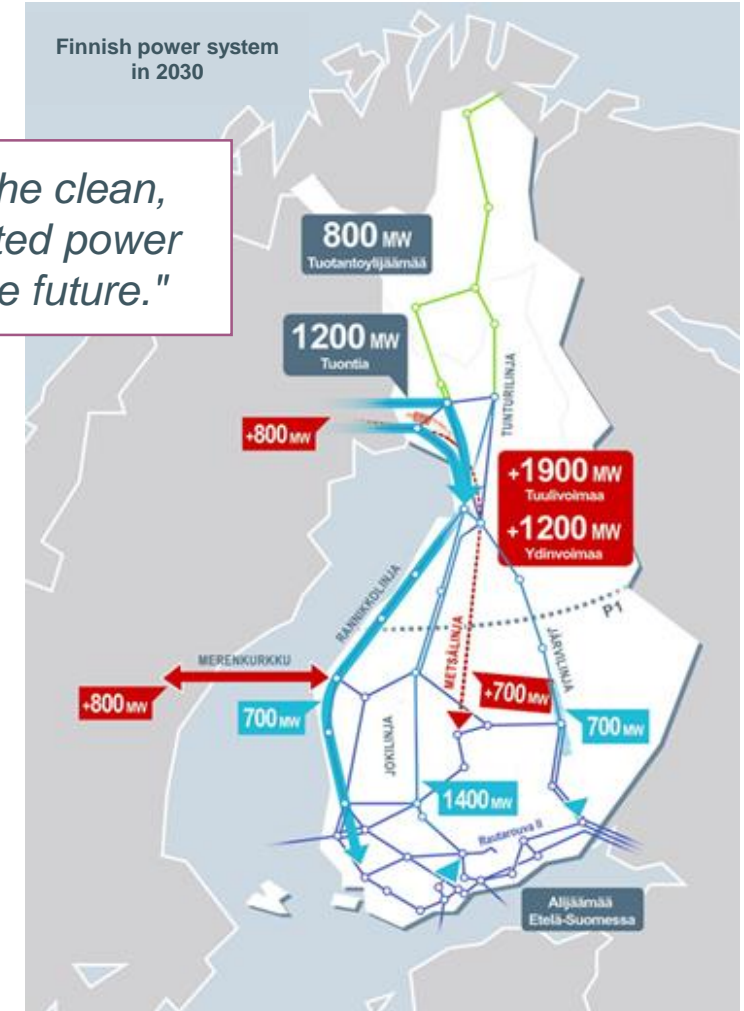 Finnish power system
in 2030
he clean,
ted power
e future."
800 MW
Tuotantoylijäämää
1200 MW
Tuontia
TUNTURILINJA
+800 MW
+1900 MW
Tuulivoimaa
+1200 MW
Ydinvoimaa
RANNIKKOLINJA
P1
METSÄLINJA
JÄRVILINJA
MERENKURKKU
+700 MW
+800 MW
700 MW
700 MW
JOKILINJA
1400 MW
Rautarouva II
Alijäämää
Etelä-Suomessa